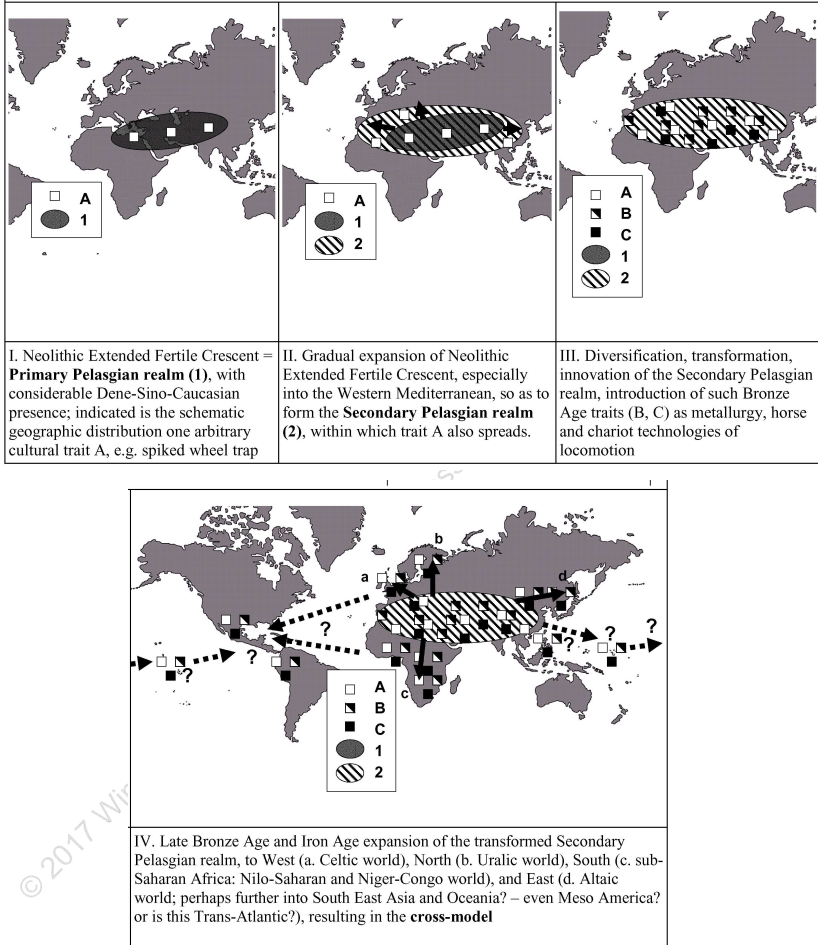 A
1
A
1
2
A
B
C
1
2
I. Neolithic Extended Fertile Crescent =
Primary Pelasgian realm (1), with
considerable Dene-Sino-Caucasian
presence; indicated is the schematic
geographic distribution one arbitrary
cultural trait A, e.g. spiked wheel trap
II. Gradual expansion of Neolithic
Extended Fertile Crescent, especially
into the Western Mediterranean, so as to
form the Secondary Pelasgian realm
(2), within which trait A also spreads.
III. Diversification, transformation,
innovation of the Secondary Pelasgian
realm, introduction of such Bronze
Age traits (B, C) as metallurgy, horse
and chariot technologies of
locomotion
b
a
d
?
?
?
?
?
?
?
c
A
B
C
1
2
IV. Late Bronze Age and Iron Age expansion of the transformed Secondary
Pelasgian realm, to West (a. Celtic world), North (b. Uralic world), South (c. sub-
Saharan Africa: Nilo-Saharan and Niger-Congo world), and East (d. Altaic
world; perhaps further into South East Asia and Oceania? – even Meso America?
or is this Trans-Atlantic?), resulting in the cross-model
© 2017